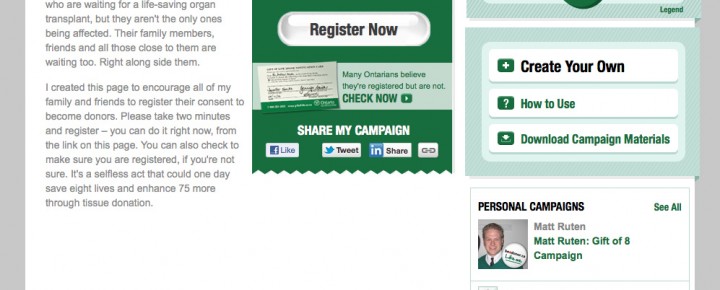 who are waiting for a life-saving organ
transplant, but they aren't the only ones
being affected. Their family members,
friends and all those close to them are
waiting too. Right along side them.
I created this page to encourage all of my
family and friends to register their consent to
become donors. Please take two minutes
and register – you can do it right now, from
the link on this page. You can also check to
make sure you are registered, if you're not
sure. It's a selfless act that could one day
save eight lives and enhance 75 more
through tissue donation.
Register Now
Many Ontarians believe
they're registered but are not.
CHECK NOW
SHARE MY CAMPAIGN
Like
Tweet
in Share
Legend
Create Your Own
? How to Use
Download Campaign Materials
PERSONAL CAMPAIGNS
See All
Matt Ruten
Matt Ruten: Gift of 8
Campaign